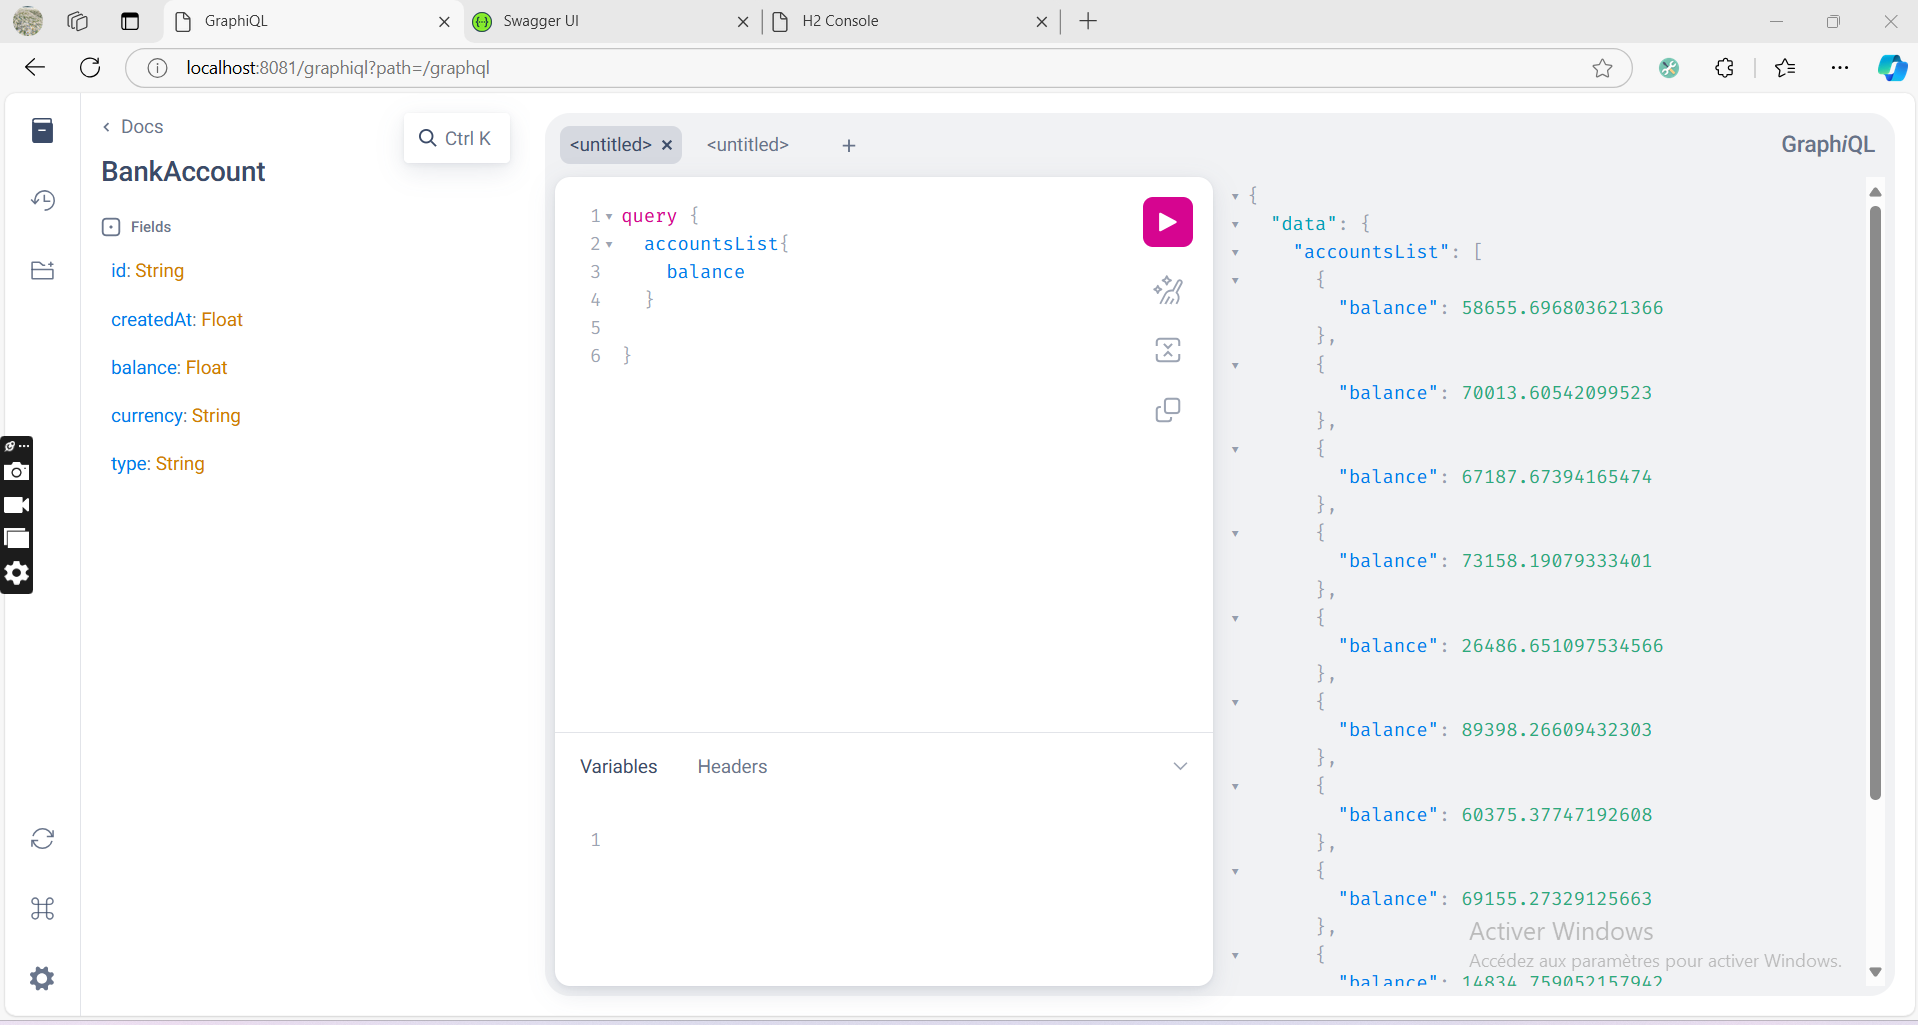 GraphiQL
Swagger UI
H2 Console
localhost:8081/graphiql?path=/graphql
Docs
Ctrl K
BankAccount
Fields
id: String
createdAt: Float
balance: Float
currency: String
type: String
<untitled>
<untitled>
GraphiQL
1 query {
2 accountsList{
3 balance
4 }
5
6 }
Variables
Headers
1
{
"data": {
"accountsList": [
{
"balance": 58655.696803621366
},
{
"balance": 70013.60542099523
},
{
"balance": 67187.67394165474
},
{
"balance": 73158.19079333401
},
{
"balance": 26486.651097534566
},
{
"balance": 89398.26609432303
},
{
"balance": 60375.37747192608
},
{
"balance": 69155.27329125663
},
{
"balance": 14834.759052157942
Activer Windows
Accédez aux paramètres pour activer Windows.